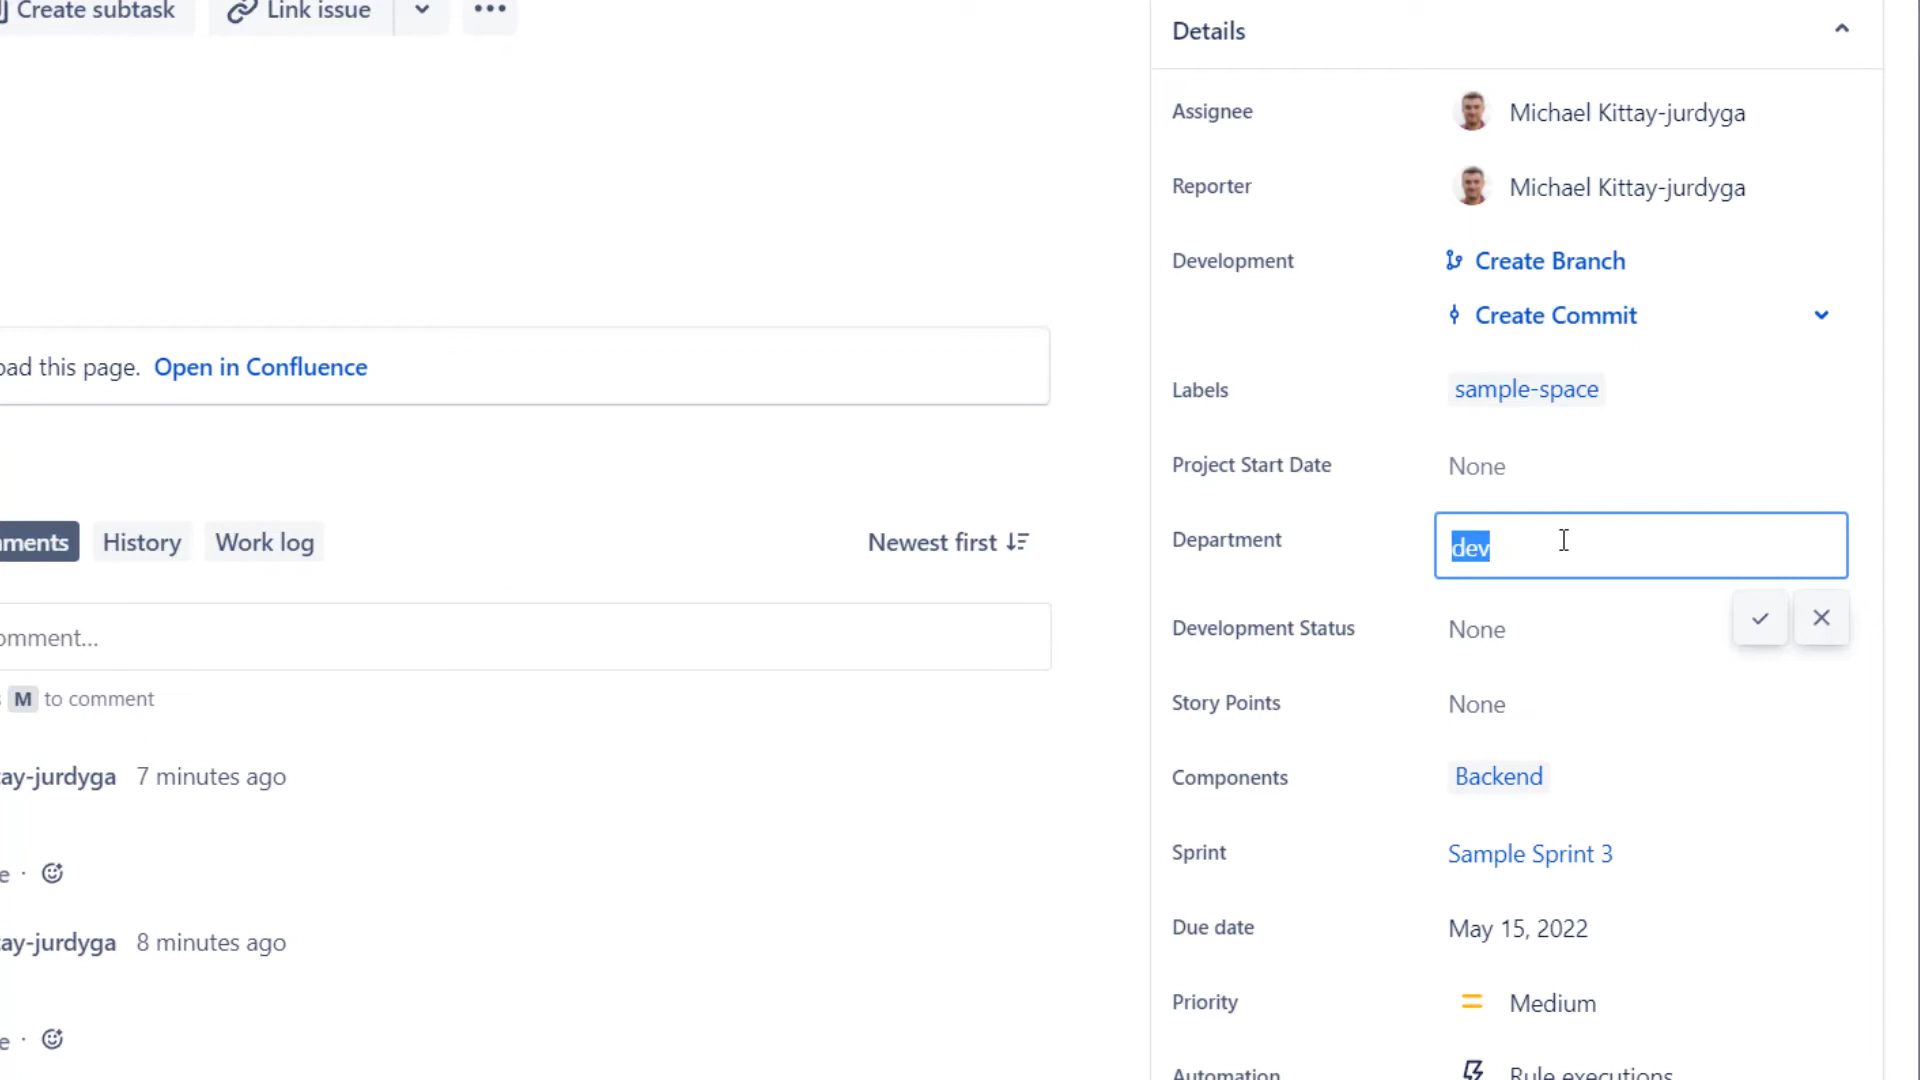 Create subtask
Link issue
•••
oad this page. Open in Confluence
nments
History
Work log
Newest first
omment...
M to comment
ay-jurdyga 7 minutes ago
e ·
ay-jurdyga 8 minutes ago
e ·
Details
Assignee
Michael Kittay-jurdyga
Reporter
Michael Kittay-jurdyga
Development
Create Branch
Create Commit
Labels
sample-space
Project Start Date
None
Department
dev
Development Status
None
Story Points
None
Components
Backend
Sprint
Sample Sprint 3
Due date
May 15, 2022
Priority
Medium
Automation
Rule executions